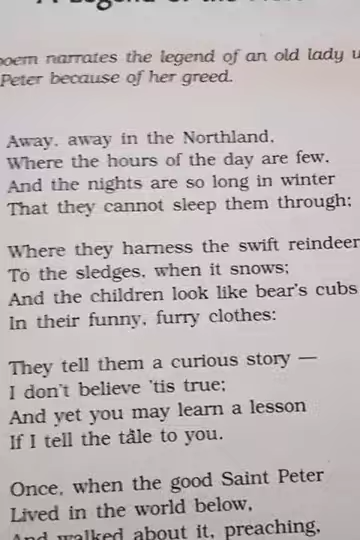 A Legend of the
poem narrates the legend of an old lady
Peter because of her greed.
Away, away in the Northland,
Where the hours of the day are few,
And the nights are so long in winter
That they cannot sleep them through;
Where they harness the swift reindeer
To the sledges, when it snows;
And the children look like bear's cubs
In their funny, furry clothes:
They tell them a curious story —
I don't believe 'tis true;
And yet you may learn a lesson
If I tell the tale to you.
Once, when the good Saint Peter
Lived in the world below,
And walked about it, preaching,